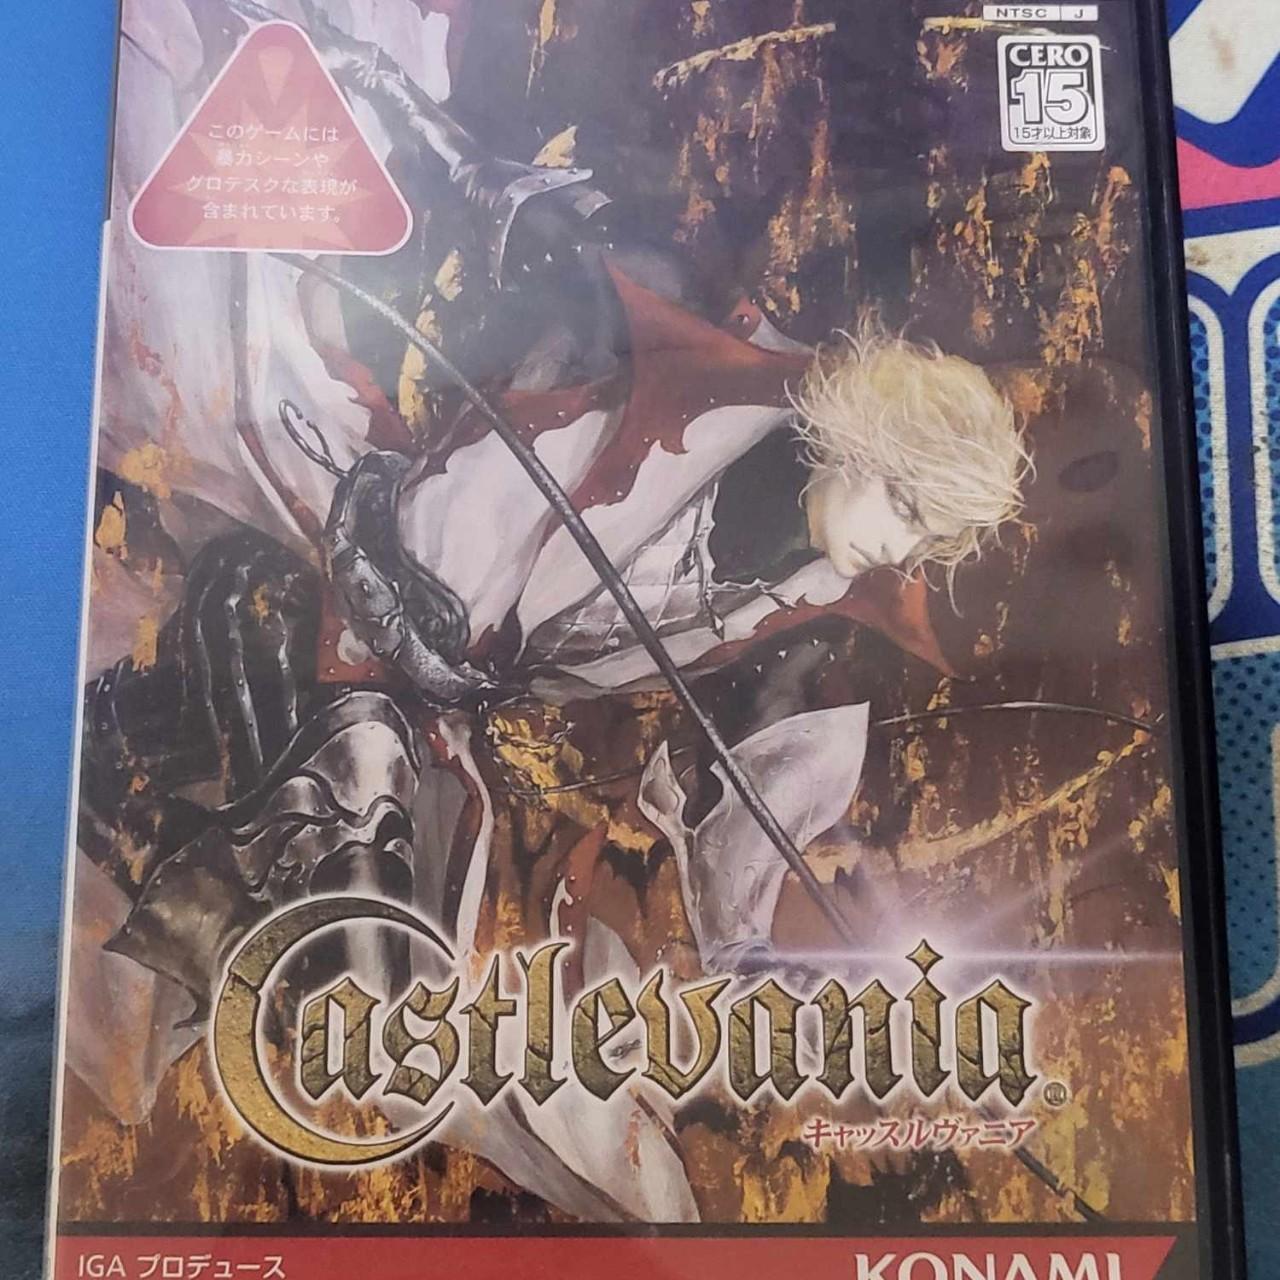 NTSC J
CERO
15
15才以上対象
このゲームには
暴力シーンや
グロテスクな表現が
含まれています。
Castlevania
キャッスルヴァニア
IGA プロデュース
KONAMI